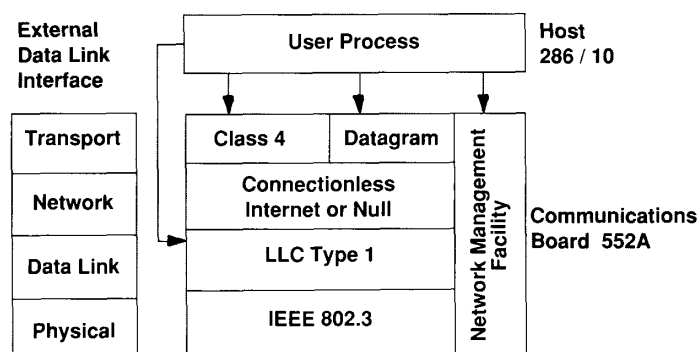 External
Data Link
Interface
User Process
Host
286 / 10
Transport
Network
Data Link
Physical
Class 4
Datagram
Connectionless
Internet or Null
LLC Type 1
IEEE 802.3
Network Management
Facility
Communications
Board 552A